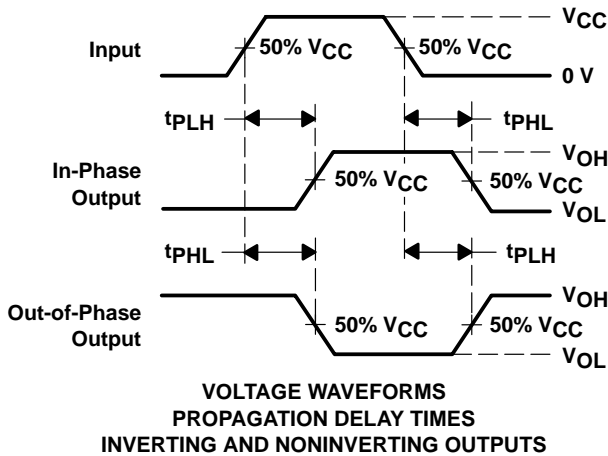 VCC
Input
50% VCC
50% VCC
0 V
tPLH
tPHL
VOH
In-Phase
Output
50% VCC
50% VCC
VOL
tPHL
tPLH
VOH
Out-of-Phase
Output
50% VCC
50% VCC
VOL
VOLTAGE WAVEFORMS
PROPAGATION DELAY TIMES
INVERTING AND NONINVERTING OUTPUTS